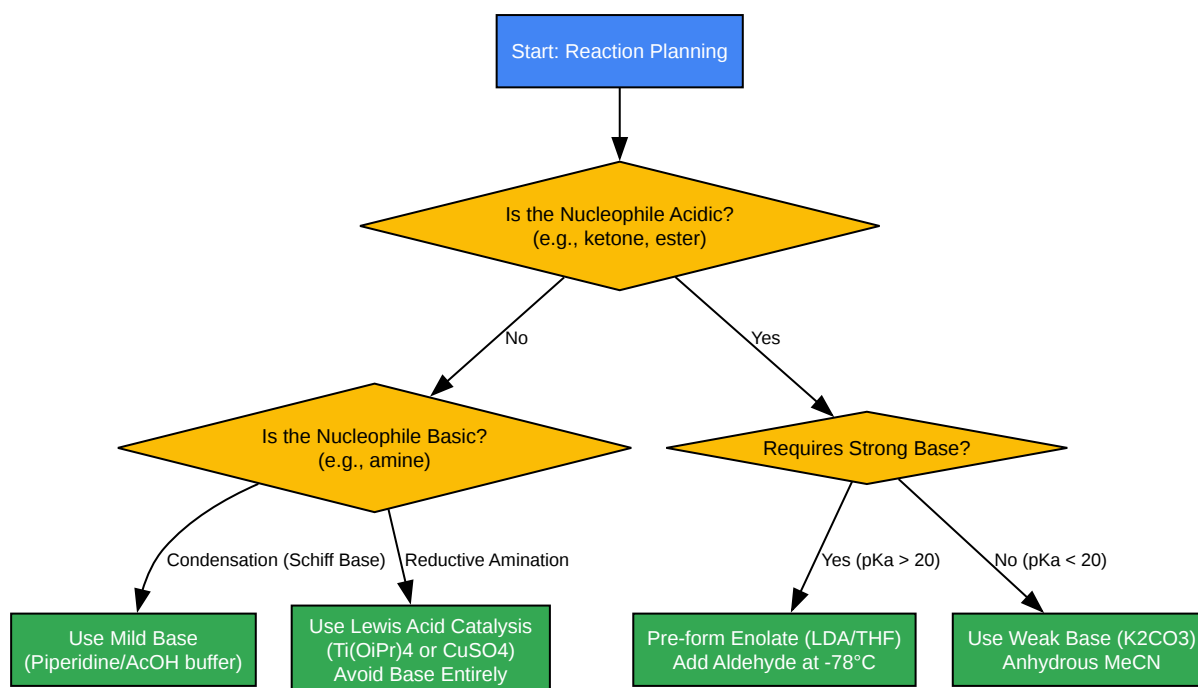 Start: Reaction Planning
Is the Nucleophile Acidic?
(e.g., ketone, ester)
No
Yes
Is the Nucleophile Basic?
(e.g., amine)
Requires Strong Base?
Condensation (Schiff Base)
Reductive Amination
Yes (pKa > 20)
No (pKa < 20)
Use Mild Base
(Piperidine/AcOH buffer)
Use Lewis Acid Catalysis
(Ti(OiPr)4 or CuSO4)
Avoid Base Entirely
Pre-form Enolate (LDA/THF)
Add Aldehyde at -78°C
Use Weak Base (K2CO3)
Anhydrous MeCN